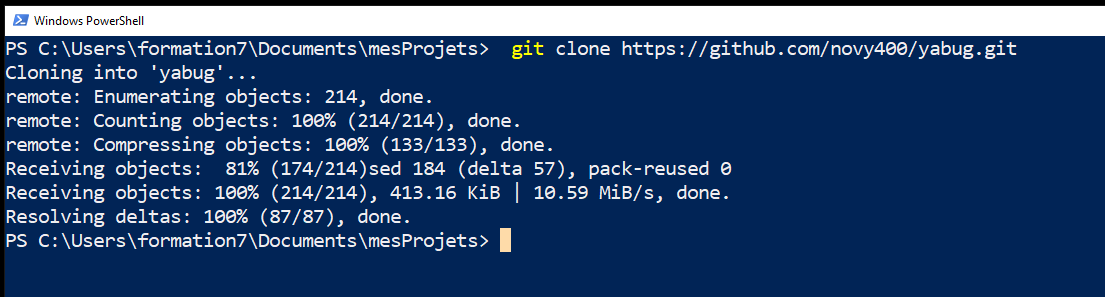 Windows PowerShell
PS C:\Users\formation7\Documents\mesProjets>  git clone https://github.com/novy400/yabug.git
Cloning into 'yabug'...
remote: Enumerating objects: 214, done.
remote: Counting objects: 100% (214/214), done.
remote: Compressing objects: 100% (133/133), done.
Receiving objects:  81% (174/214)sed 184 (delta 57), pack-reused 0
Receiving objects: 100% (214/214), 413.16 KiB | 10.59 MiB/s, done.
Resolving deltas: 100% (87/87), done.
PS C:\Users\formation7\Documents\mesProjets>